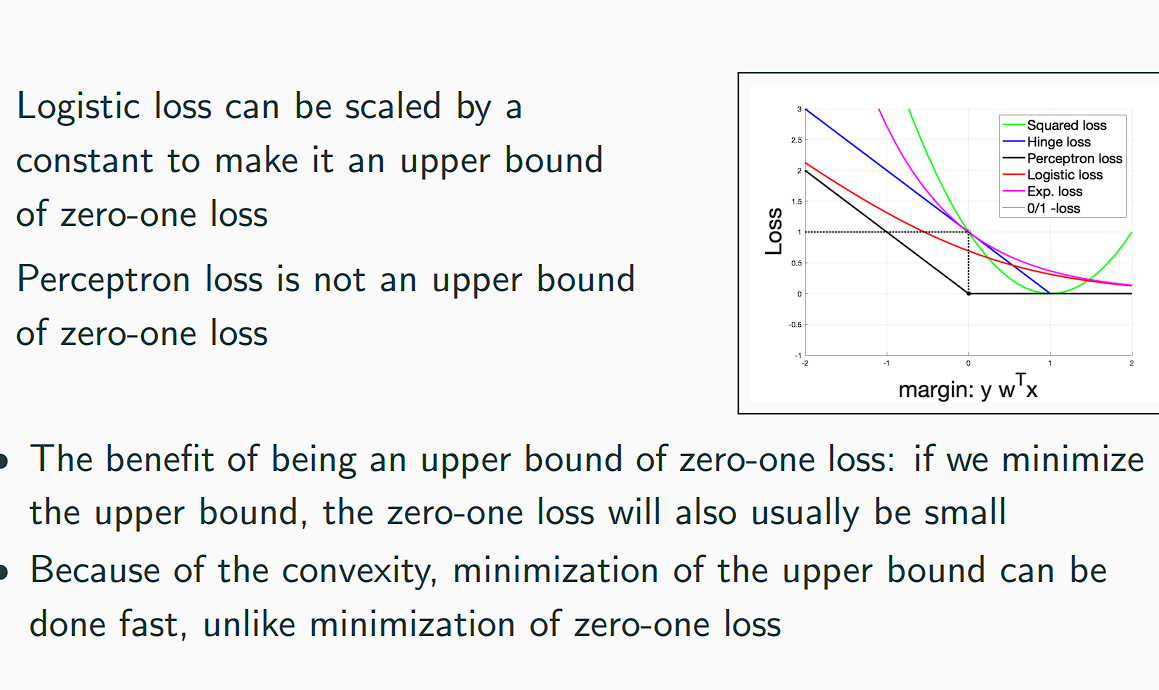 Logistic loss can be scaled by a
constant to make it an upper bound
of zero-one loss
Perceptron loss is not an upper bound
of zero-one loss
3
2.5
2
1.5
1
0.5
0
-0.5
-1
-2
-1
0
1
2
Loss
margin: y wᵀx
Squared loss
Hinge loss
Perceptron loss
Logistic loss
Exp. loss
0/1 -loss
• The benefit of being an upper bound of zero-one loss: if we minimize
the upper bound, the zero-one loss will also usually be small
• Because of the convexity, minimization of the upper bound can be
done fast, unlike minimization of zero-one loss